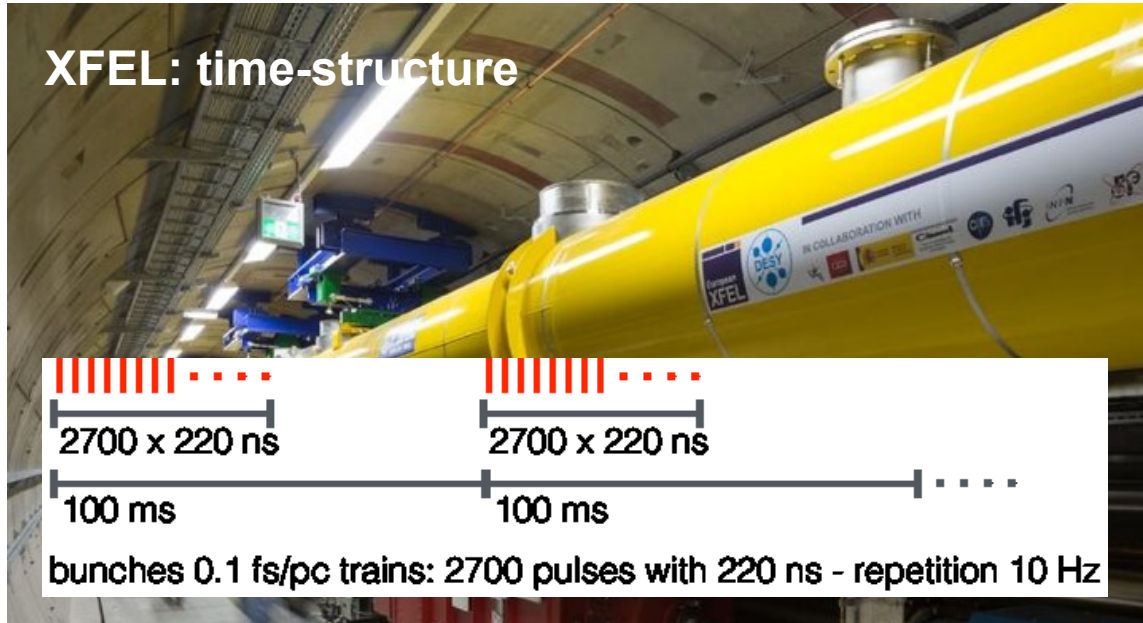 XFEL: time-structure
IN COLLABORATION WITH
European
XFEL
DESY
INFN
2700 x 220 ns
2700 x 220 ns
100 ms
100 ms
bunches 0.1 fs/pc trains: 2700 pulses with 220 ns - repetition 10 Hz